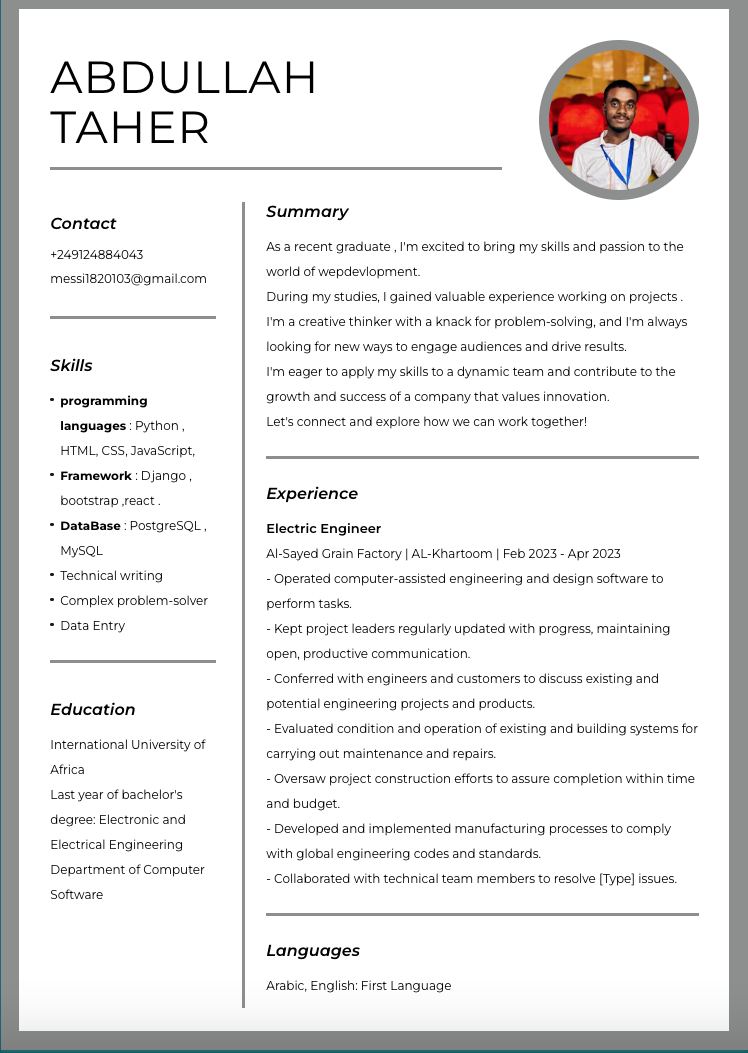 ABDULLAH
TAHER
Contact
+249124884043
messi1820103@gmail.com
Skills
• programming
languages : Python ,
HTML, CSS, JavaScript,
• Framework : Django ,
bootstrap ,react .
• DataBase : PostgreSQL ,
MySQL
• Technical writing
• Complex problem-solver
• Data Entry
Education
International University of
Africa
Last year of bachelor's
degree: Electronic and
Electrical Engineering
Department of Computer
Software
Summary
As a recent graduate , I'm excited to bring my skills and passion to the
world of wepdevlopment.
During my studies, I gained valuable experience working on projects .
I'm a creative thinker with a knack for problem-solving, and I'm always
looking for new ways to engage audiences and drive results.
I'm eager to apply my skills to a dynamic team and contribute to the
growth and success of a company that values innovation.
Let's connect and explore how we can work together!
Experience
Electric Engineer
Al-Sayed Grain Factory | AL-Khartoom | Feb 2023 - Apr 2023
- Operated computer-assisted engineering and design software to
perform tasks.
- Kept project leaders regularly updated with progress, maintaining
open, productive communication.
- Conferred with engineers and customers to discuss existing and
potential engineering projects and products.
- Evaluated condition and operation of existing and building systems for
carrying out maintenance and repairs.
- Oversaw project construction efforts to assure completion within time
and budget.
- Developed and implemented manufacturing processes to comply
with global engineering codes and standards.
- Collaborated with technical team members to resolve [Type] issues.
Languages
Arabic, English: First Language